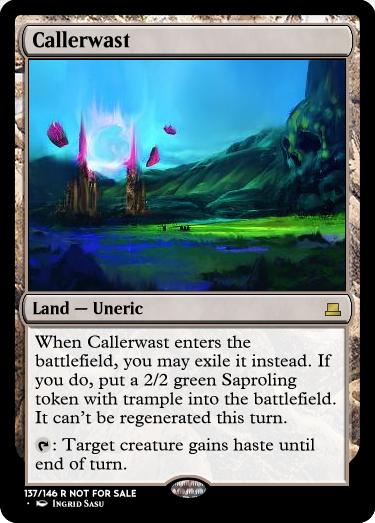 Callerwast
Land — Uneric
When Callerwast enters the
battlefield, you may exile it instead. If
you do, put a 2/2 green Saproling
token with trample into the battlefield.
It can't be regenerated this turn.
: Target creature gains haste until
end of turn.
137/146 R NOT FOR SALE
· Ingrid Sasu